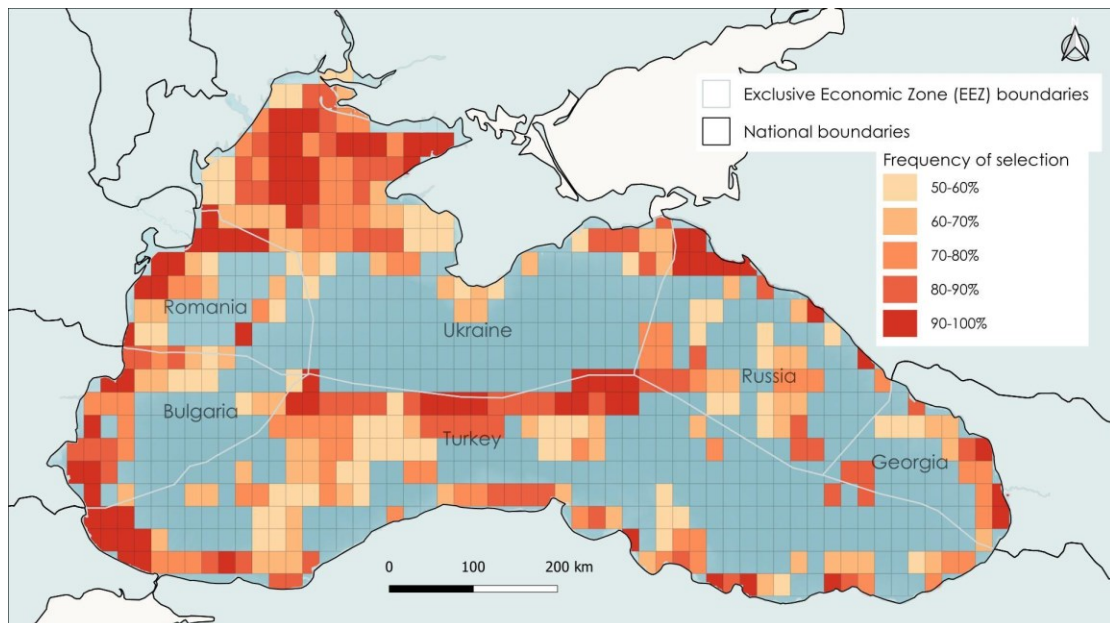 N
Exclusive Economic Zone (EEZ) boundaries
National boundaries
Frequency of selection
50-60%
60-70%
70-80%
80-90%
90-100%
Romania
Ukraine
Russia
Bulgaria
Turkey
Georgia
0 100 200 km